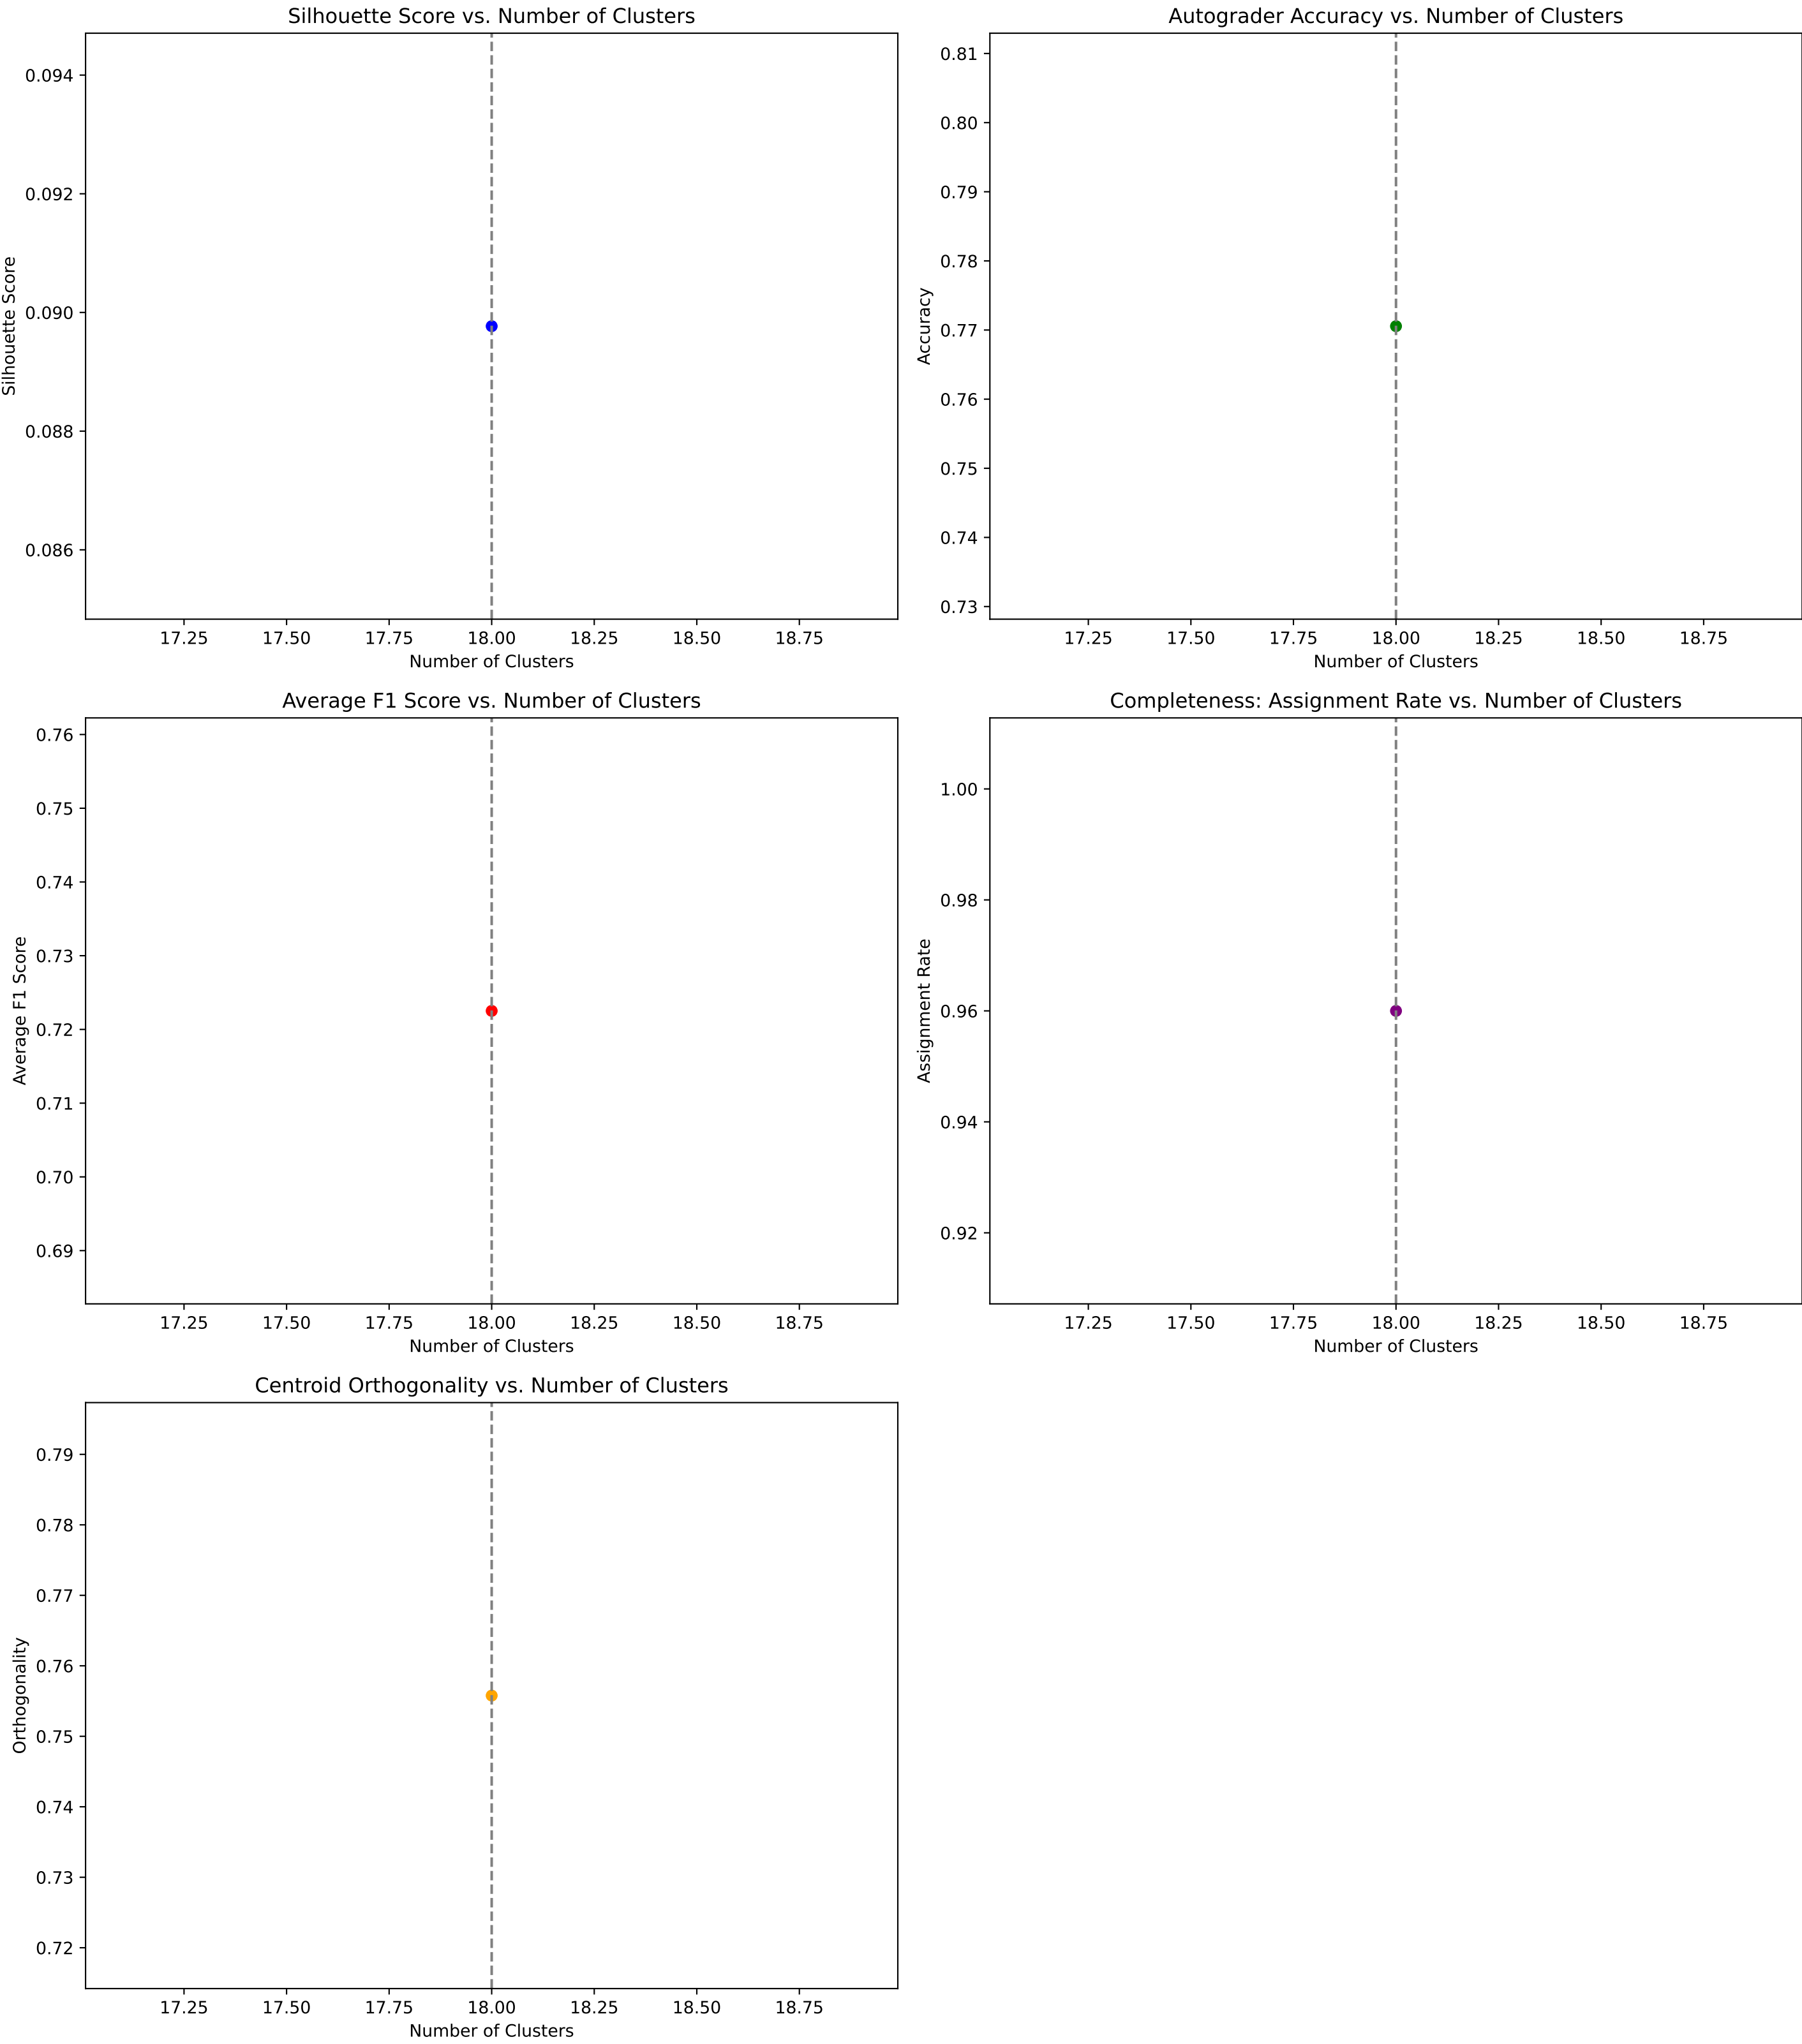 Silhouette Score vs. Number of Clusters
Silhouette Score
0.094
0.092
0.090
0.088
0.086
17.25 17.50 17.75 18.00 18.25 18.50 18.75
Number of Clusters
Autograder Accuracy vs. Number of Clusters
Accuracy
0.81
0.80
0.79
0.78
0.77
0.76
0.75
0.74
0.73
17.25 17.50 17.75 18.00 18.25 18.50 18.75
Number of Clusters
Average F1 Score vs. Number of Clusters
Average F1 Score
0.76
0.75
0.74
0.73
0.72
0.71
0.70
0.69
17.25 17.50 17.75 18.00 18.25 18.50 18.75
Number of Clusters
Completeness: Assignment Rate vs. Number of Clusters
Assignment Rate
1.00
0.98
0.96
0.94
0.92
17.25 17.50 17.75 18.00 18.25 18.50 18.75
Number of Clusters
Centroid Orthogonality vs. Number of Clusters
Orthogonality
0.79
0.78
0.77
0.76
0.75
0.74
0.73
0.72
17.25 17.50 17.75 18.00 18.25 18.50 18.75
Number of Clusters